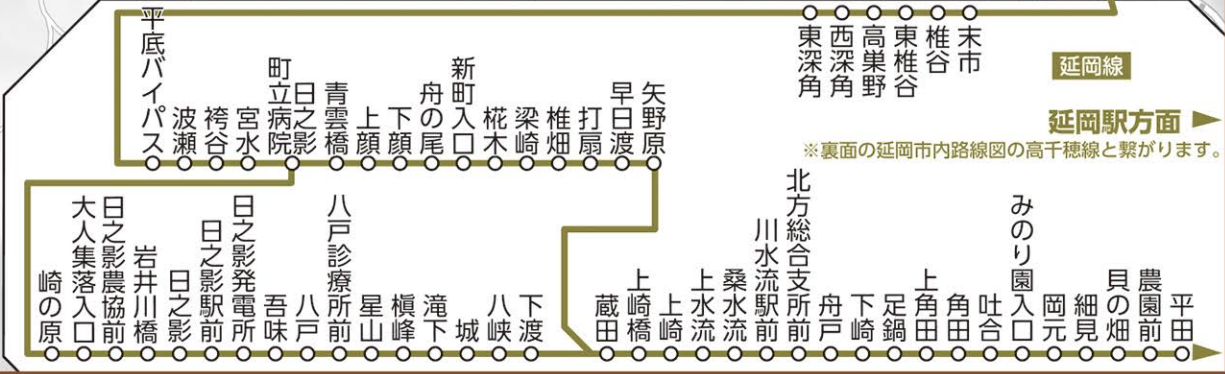 東深角
西深角
高巣野
東椎谷
椎谷
末市
延岡線
延岡駅方面
※裏面の延岡市内路線図の高千穂線と繋がります。
平底バイパス
波瀬
袴谷
宮水
日之影
町立病院
青雲橋
上顔
下顔
舟の尾
新町入口
椛木
梁崎
椎畑
打扇
早日渡
矢野原
崎の原
大人集落入口
日之影農協前
岩井川橋
日之影
日之影駅前
日之影発電所
吾味
八戸
八戸診療所前
星山
槇峰
滝下
城
八峡
下渡
蔵田
上崎橋
上崎
上水流
桑水流
川水流駅前
北方総合支所前
舟戸
下崎
足鍋
上角田
角田
吐合
みのり園入口
岡元
細見
貝の畑
農園前
平田